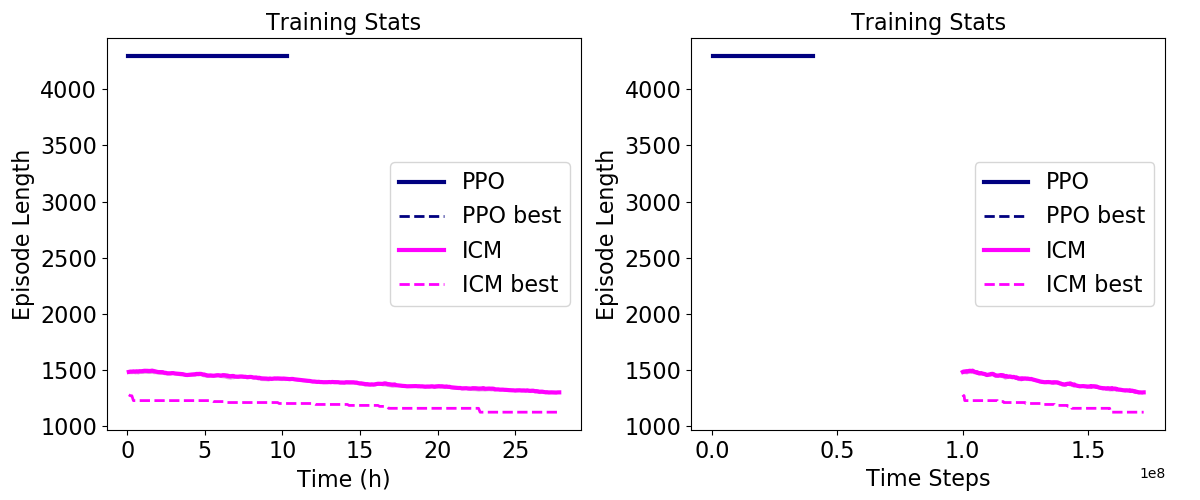 Training Stats
Episode Length
4000
3500
3000
2500
2000
1500
1000
0
5
10
15
20
25
Time (h)
PPO
PPO best
ICM
ICM best
Training Stats
Episode Length
4000
3500
3000
2500
2000
1500
1000
0.0
0.5
1.0
1.5
1e8
Time Steps
PPO
PPO best
ICM
ICM best